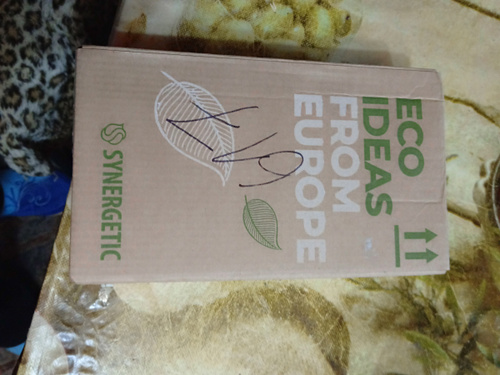 ECO
IDEAS
FROM
EUROPE
SYNERGETIC